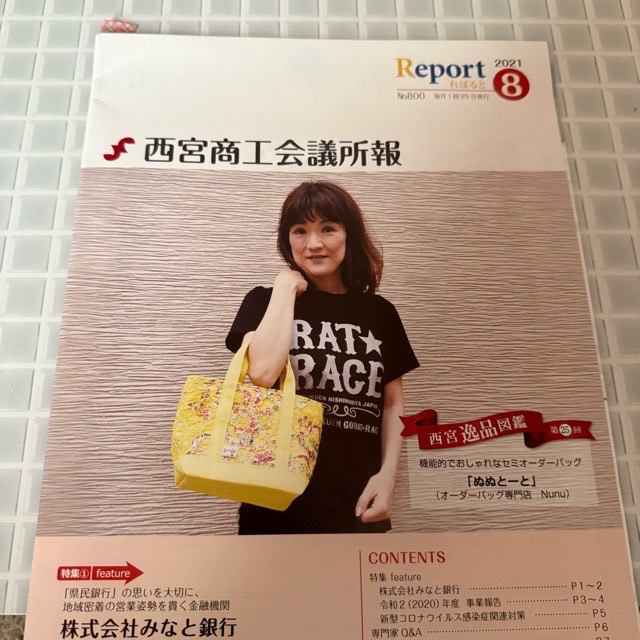 Report
れぽると
2021
8
No.800 毎月1回25日発行
西宮商工会議所報
RAT★
RACE
西宮 逸品図鑑 第25回
機能的でおしゃれなセミオーダーバッグ
「ぬぬとーと」
(オーダーバッグ専門店 Nunu)
特集① feature
「県民銀行」の思いを大切に、
地域密着の営業姿勢を貫く金融機関
株式会社みなと銀行
CONTENTS
特集 feature
株式会社みなと銀行 P1~2
令和2(2020)年度 事業報告 P3~4
新型コロナウイルス感染症関連対策 P5
専門家 Q&A P6